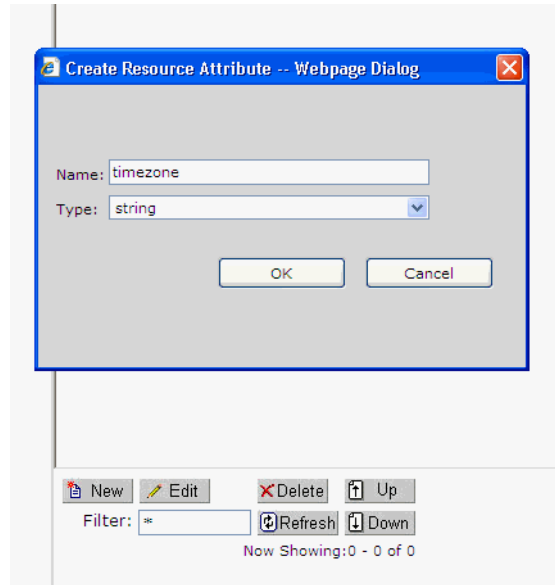 Create Resource Attribute -- Webpage Dialog
Name: timezone
Type: string
OK Cancel
New Edit Delete Up
Filter: * Refresh Down
Now Showing:0 - 0 of 0